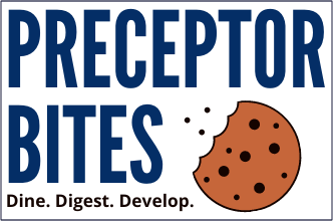 PRECEPTOR
BITES
Dine. Digest. Develop.